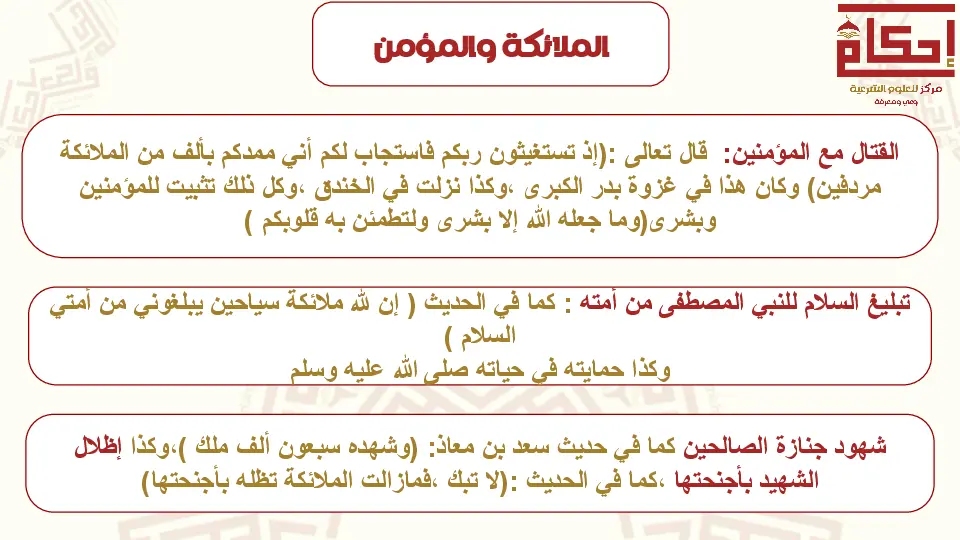 الملائكة والمؤمن
إحكام
مركز للعلوم الشرعية
وعي ومعرفة
القتال مع المؤمنين: قال تعالى :(إذ تستغيثون ربكم فاستجاب لكم أني ممدكم بألف من الملائكة
مردفين) وكان هذا في غزوة بدر الكبرى ،وكذا نزلت في الخندق ،وكل ذلك تثبيت للمؤمنين
وبشرى(وما جعله الله إلا بشرى ولتطمئن به قلوبكم )
تبليغ السلام للنبي المصطفى من أمته : كما في الحديث ( إن لله ملائكة سياحين يبلغوني من أمتي
السلام )
وكذا حمايته في حياته صلى الله عليه وسلم
شهود جنازة الصالحين كما في حديث سعد بن معاذ: (وشهده سبعون ألف ملك )،وكذا إظلال
الشهيد بأجنحتها ،كما في الحديث :(لا تبك ،فمازالت الملائكة تظله بأجنحتها)